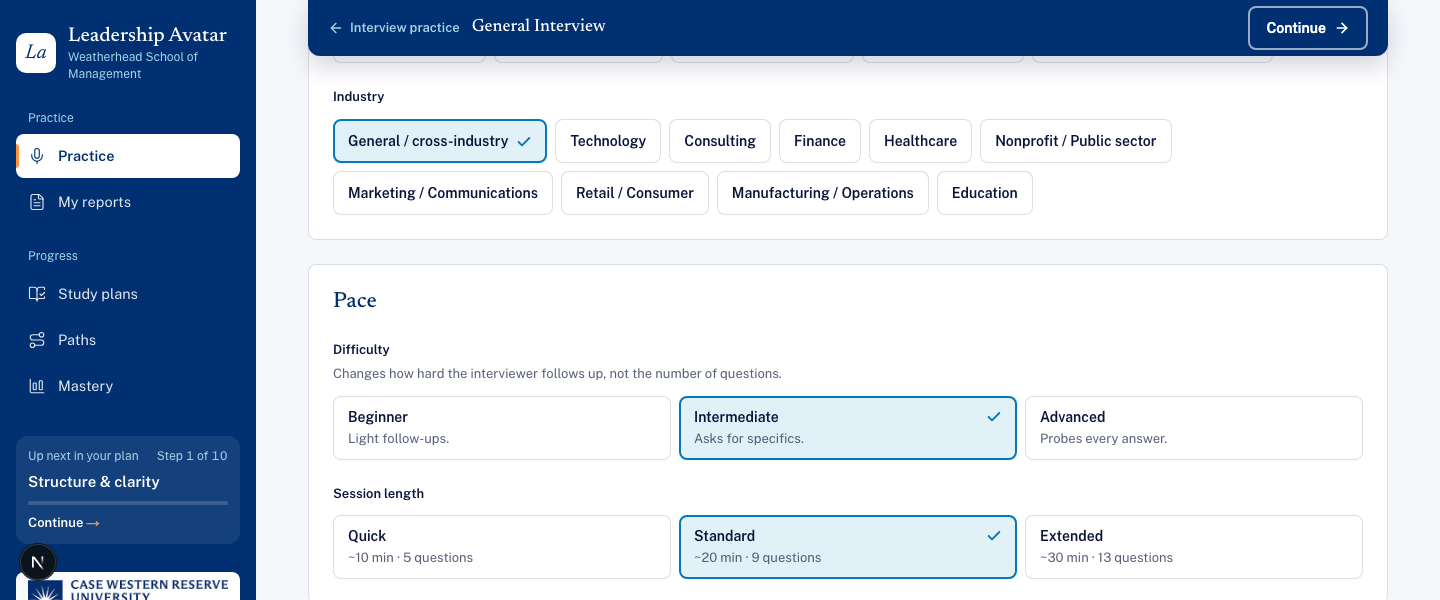 La
Leadership Avatar
Weatherhead School of
Management
Practice
Practice
My reports
Progress
Study plans
Paths
Mastery
Up next in your plan Step 1 of 10
Structure & clarity
Continue →
N
CASE WESTERN RESERVE
UNIVERSITY
← Interview practice General Interview
Continue →
Industry
General / cross-industry
Technology
Consulting
Finance
Healthcare
Nonprofit / Public sector
Marketing / Communications
Retail / Consumer
Manufacturing / Operations
Education
Pace
Difficulty
Changes how hard the interviewer follows up, not the number of questions.
Beginner
Light follow-ups.
Intermediate
Asks for specifics.
Advanced
Probes every answer.
Session length
Quick
~10 min · 5 questions
Standard
~20 min · 9 questions
Extended
~30 min · 13 questions